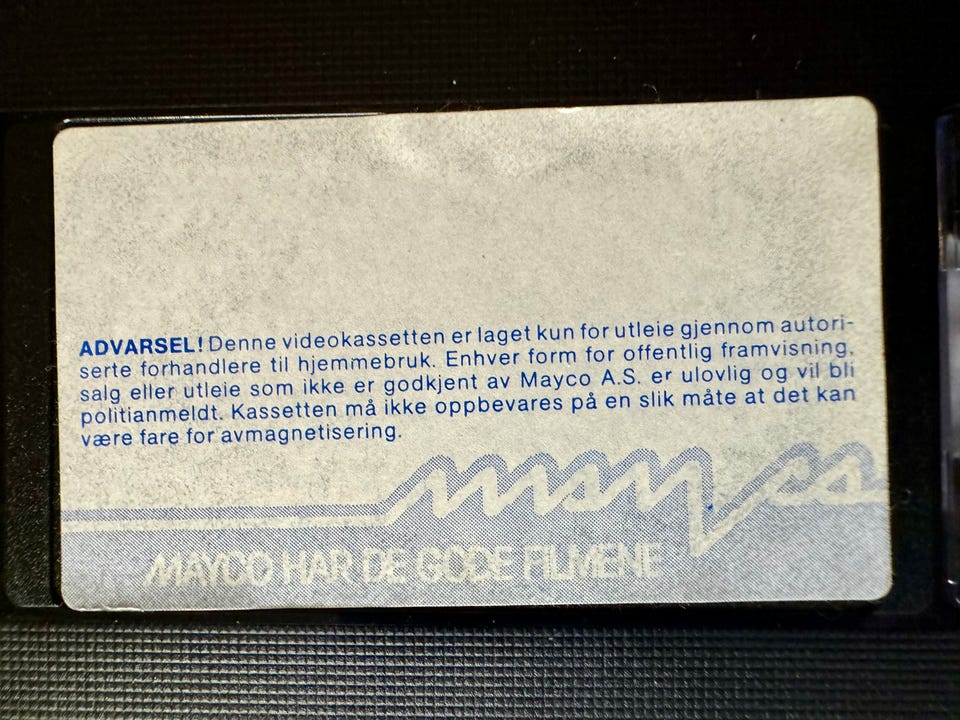 ADVARSEL! Denne videokassetten er laget kun for utleie gjennom autori-
serte forhandlere til hjemmebruk. Enhver form for offentlig framvisning,
salg eller utleie som ikke er godkjent av Mayco A.S. er ulovlig og vil bli
politianmeldt. Kassetten må ikke oppbevares på en slik måte at det kan
være fare for avmagnetisering.
mayco
MAYCO HAR DE GODE FILMENE